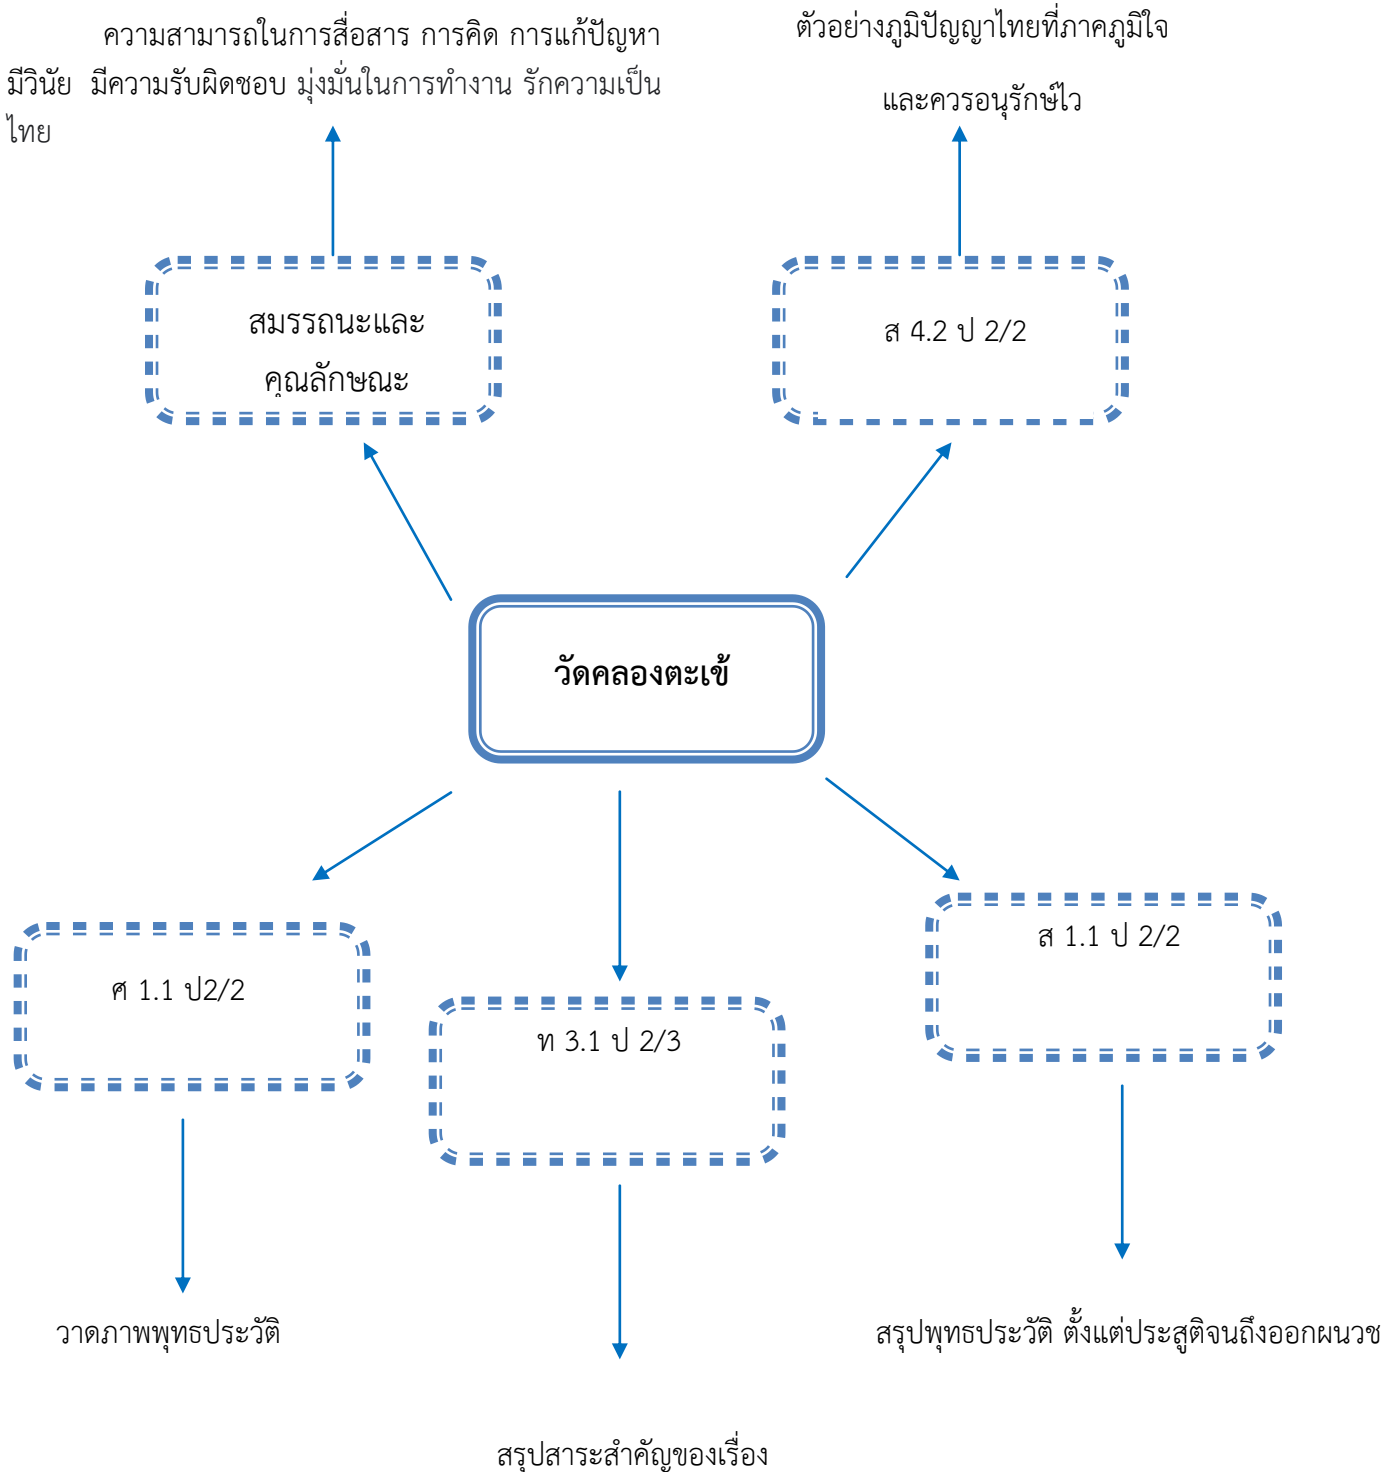 ความสามารถในการสื่อสาร การคิด การแก้ปัญหา
มีวินัย มีความรับผิดชอบ มุ่งมั่นในการทำงาน รักความเป็น
ไทย
ตัวอย่างภูมิปัญญาไทยที่ภาคภูมิใจ
และควรอนุรักษ์ไว
สมรรถนะและ
คุณลักษณะ
ส 4.2 ป 2/2
วัดคลองตะเข้
ศ 1.1 ป2/2
ท 3.1 ป 2/3
ส 1.1 ป 2/2
วาดภาพพุทธประวัติ
สรุปสาระสำคัญของเรื่อง
สรุปพุทธประวัติ ตั้งแต่ประสูติจนถึงออกผนวช